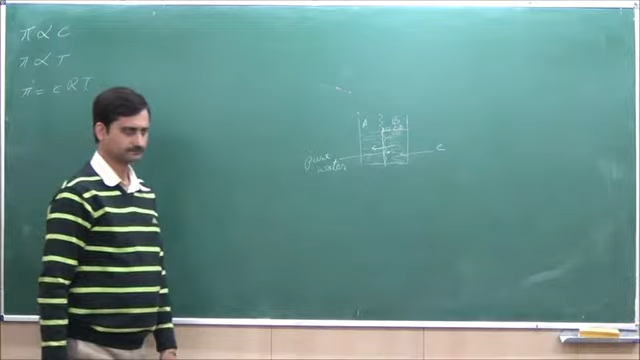 π ∝ c
π ∝ T
π = cRT
A B
Pure
water
c